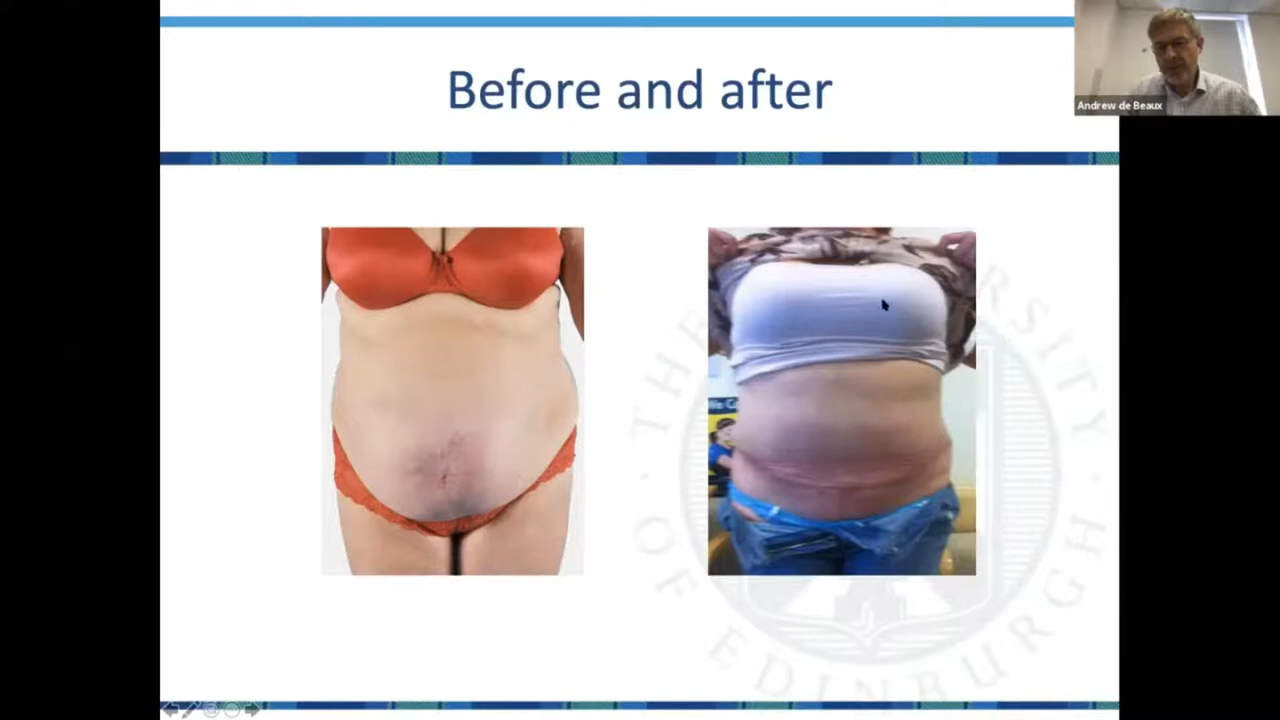 Before and after
Andrew de Beaux
THE UNIVERSITY
OF EDINBURGH